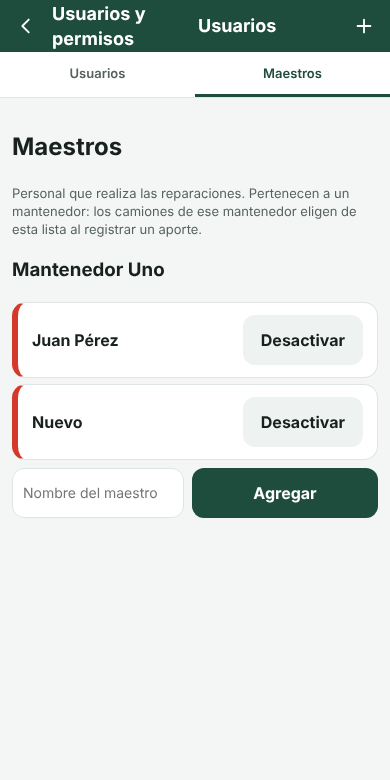 Usuarios y
permisos
Usuarios
Usuarios
Maestros
Maestros
Personal que realiza las reparaciones. Pertenecen a un
mantenedor: los camiones de ese mantenedor eligen de
esta lista al registrar un aporte.
Mantenedor Uno
Juan Pérez
Desactivar
Nuevo
Desactivar
Nombre del maestro
Agregar